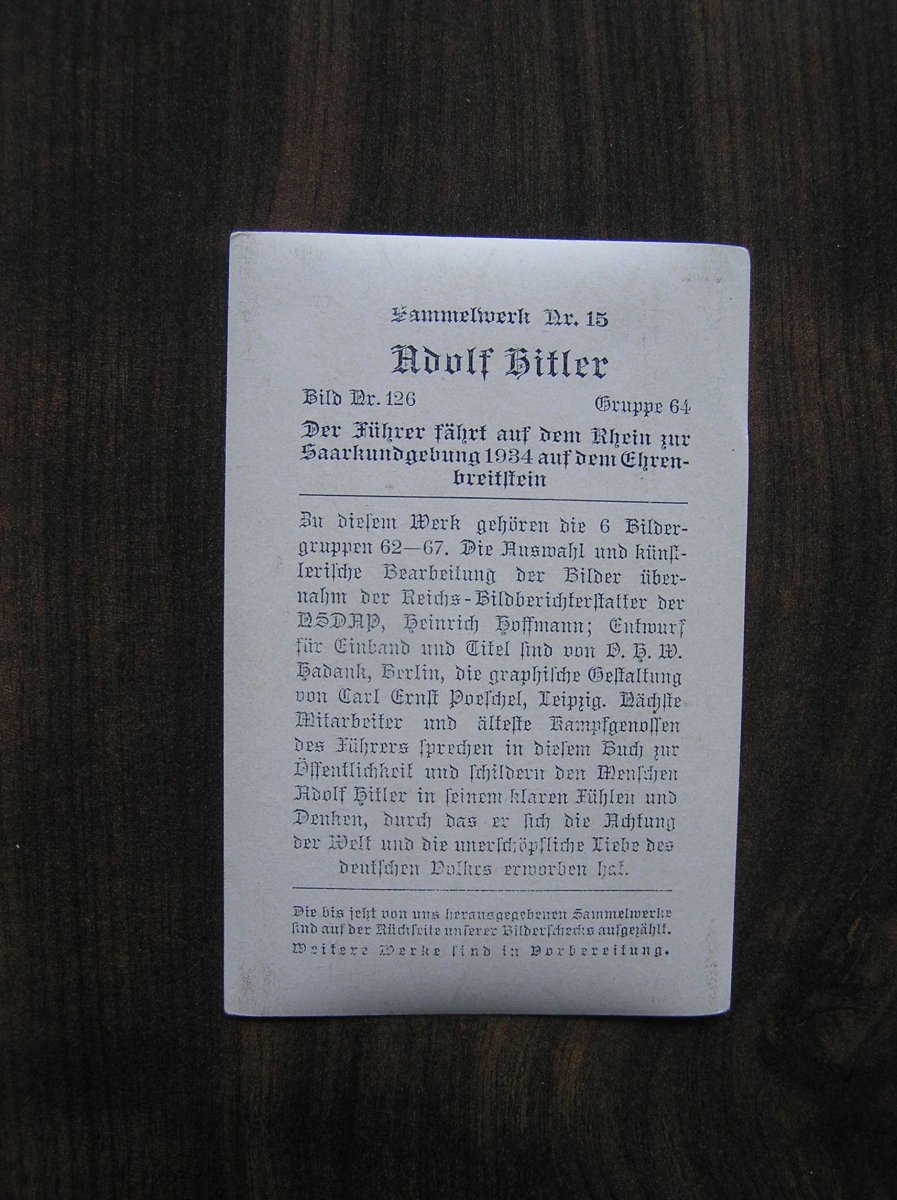 Sammelwerk Nr. 15
Adolf Hitler
Bild Nr. 126 Gruppe 64
Der Führer fährt auf dem Rhein zur
Saarkundgebung 1934 auf dem Ehren-
breitstein
Zu diesem Werk gehören die 6 Bilder-
gruppen 62—67. Die Auswahl und künst-
lerische Bearbeitung der Bilder über-
nahm der Reichs-Bildberichterstatter der
NSDAP, Heinrich Hoffmann; Entwurf
für Einband und Titel sind von O. H. W.
Hadank, Berlin, die graphische Gestaltung
von Carl Ernst Poeschel, Leipzig. Nächste
Mitarbeiter und älteste Kampfgenossen
des Führers sprechen in diesem Buch zur
Öffentlichkeit und schildern den Menschen
Adolf Hitler in seinem klaren Fühlen und
Denken, durch das er sich die Achtung
der Welt und die unerschöpfliche Liebe des
deutschen Volkes erworben hat.
Die bis jetzt von uns herausgegebenen Sammelwerke
sind auf der Rückseite unserer Bilderschecks aufgezählt.
Weitere Werke sind in Vorbereitung.